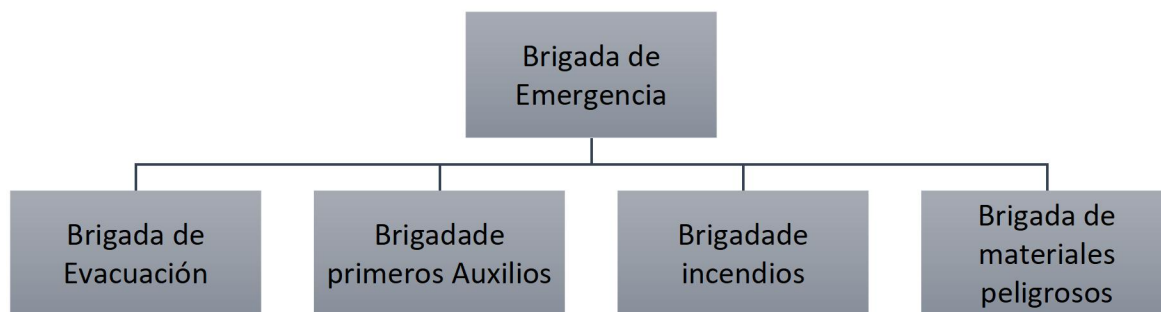 Brigada de
Emergencia
Brigada de
Evacuación
Brigadade
primeros Auxilios
Brigadade
incendios
Brigada de
materiales
peligrosos